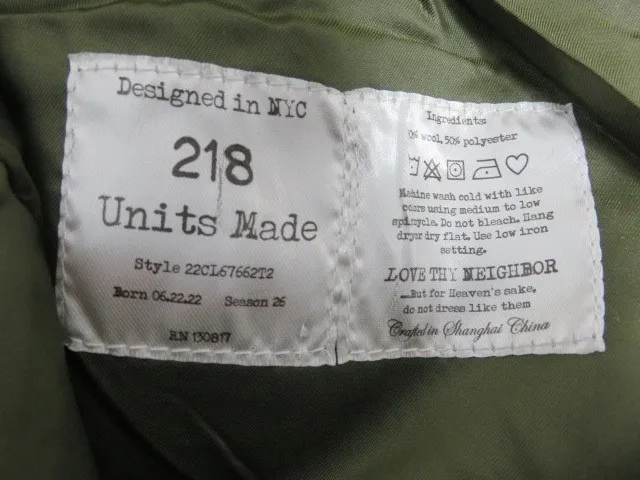 Designed in NYC
218
Units Made
Style 22CL67662T2
Born 06.22.22 Season 26
RN 130817
Ingredients:
0% wool, 50% polyester
Machine wash cold with like
colors using medium to low
spin cycle. Do not bleach. Hang
dry or dry flat. Use low iron
setting.
LOVE THY NEIGHBOR
...But for Heaven's sake,
do not dress like them
Crafted in Shanghai China